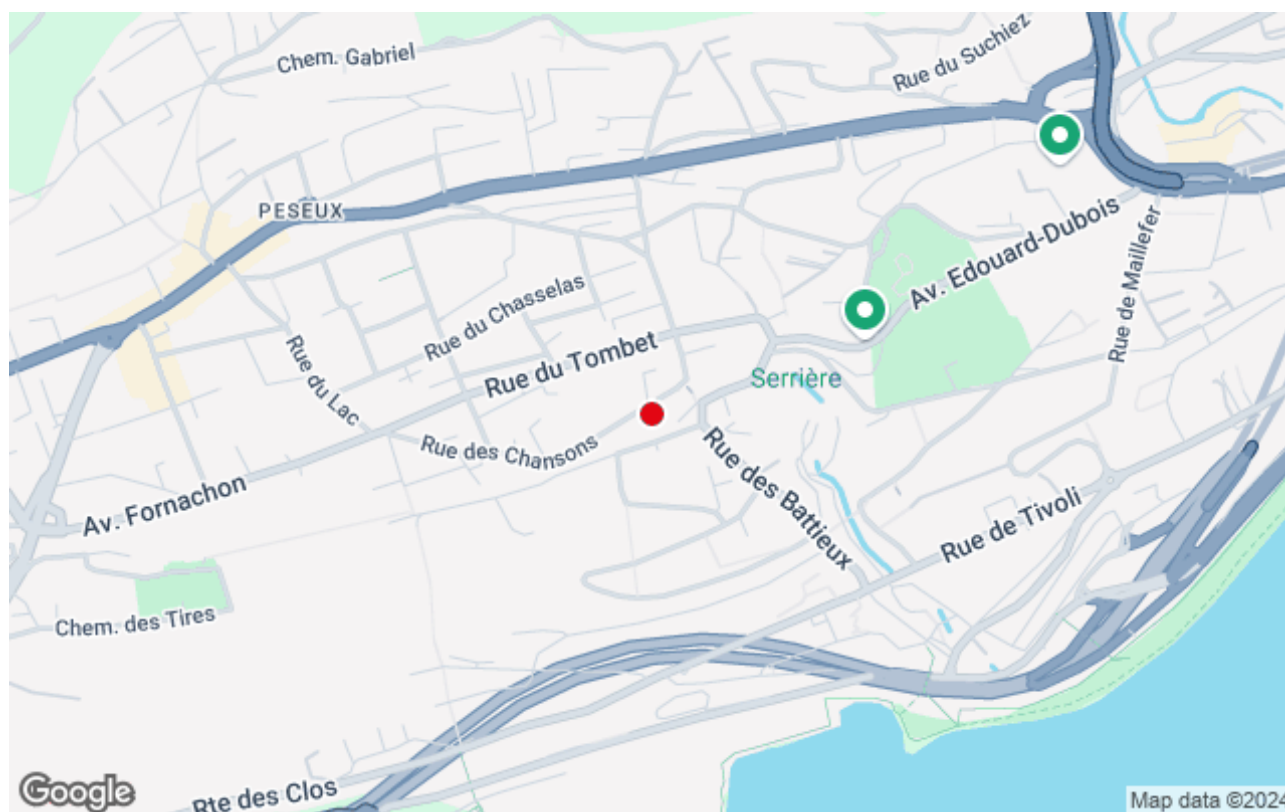 Chem. Gabriel
Rue du Suchiez
PESEUX
Av. Edouard-Dubois
Rue de Maillefer
Rue du Chasselas
Rue du Tombet
Rue du Lac
Serrière
Rue des Chansons
Rue des Battieux
Av. Fornachon
Rue de Tivoli
Chem. des Tires
Rte des Clos
Google
Map data ©2024